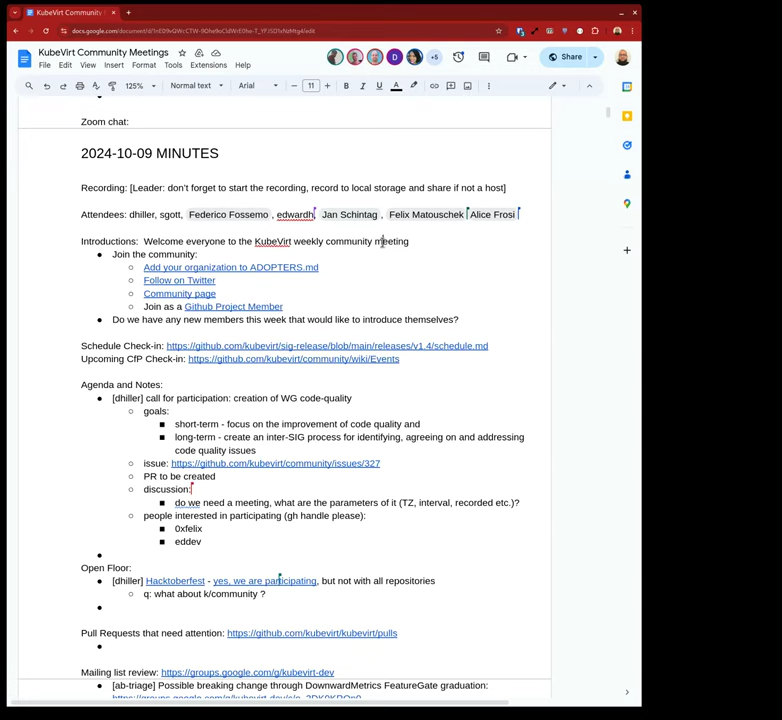 KubeVirt Community Meetings
KubeVirt Community Meetings
File Edit View Insert Format Tools Extensions Help
D
+5
Share
125%
Normal text
Arial
11
B I U A
Zoom chat:
2024-10-09 MINUTES
Recording: [Leader: don't forget to start the recording, record to local storage and share if not a host]
Attendees: dhiller, sgott, Federico Fossemo , edwardh, Jan Schintag , Felix Matouschek Alice Frosi
Introductions: Welcome everyone to the KubeVirt weekly community meeting
● Join the community:
○ Add your organization to ADOPTERS.md
○ Follow on Twitter
○ Community page
○ Join as a Github Project Member
● Do we have any new members this week that would like to introduce themselves?
Schedule Check-in: https://github.com/kubevirt/sig-release/blob/main/releases/v1.4/schedule.md
Upcoming CfP Check-in: https://github.com/kubevirt/community/wiki/Events
Agenda and Notes:
● [dhiller] call for participation: creation of WG code-quality
○ goals:
■ short-term - focus on the improvement of code quality and
■ long-term - create an inter-SIG process for identifying, agreeing on and addressing
code quality issues
○ issue: https://github.com/kubevirt/community/issues/327
○ PR to be created
○ discussion:
■ do we need a meeting, what are the parameters of it (TZ, interval, recorded etc.)?
○ people interested in participating (gh handle please):
■ 0xfelix
■ eddev
●
Open Floor:
● [dhiller] Hacktoberfest - yes, we are participating, but not with all repositories
○ q: what about k/community ?
●
Pull Requests that need attention: https://github.com/kubevirt/kubevirt/pulls
●
Mailing list review: https://groups.google.com/g/kubevirt-dev
● [ab-triage] Possible breaking change through DownwardMetrics FeatureGate graduation: